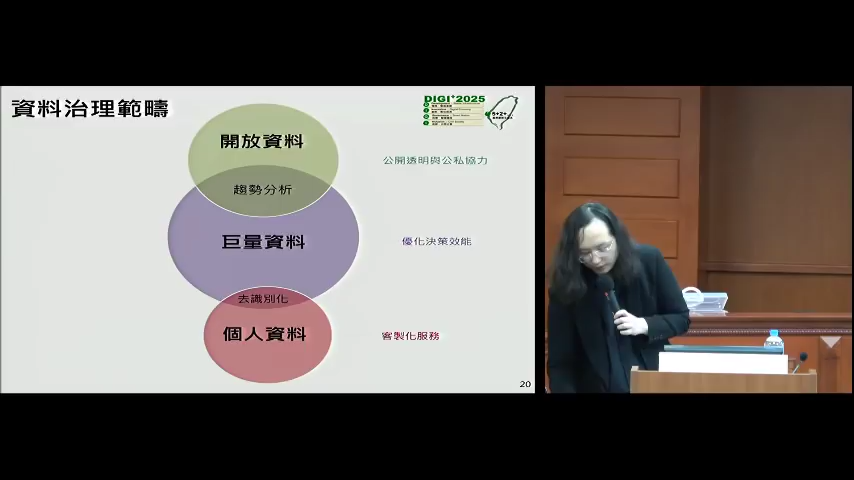 資料治理範疇
DIGI+2025
5+2
開放資料
公開透明與公私協力
趨勢分析
巨量資料
優化決策效能
去識別化
個人資料
客製化服務
20